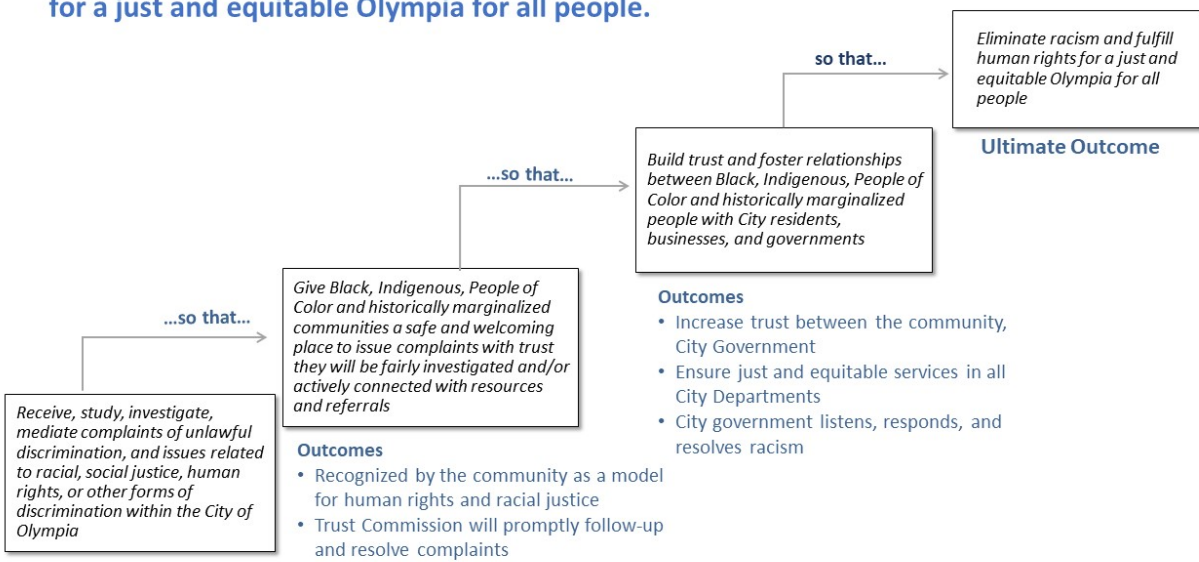 for a just and equitable Olympia for all people.
so that...
Eliminate racism and fulfill
human rights for a just and
equitable Olympia for all
people
Ultimate Outcome
...so that...
Build trust and foster relationships
between Black, Indigenous, People of
Color and historically marginalized
people with City residents,
businesses, and governments
Outcomes
• Increase trust between the community,
City Government
• Ensure just and equitable services in all
City Departments
• City government listens, responds, and
resolves racism
...so that...
Give Black, Indigenous, People of
Color and historically marginalized
communities a safe and welcoming
place to issue complaints with trust
they will be fairly investigated and/or
actively connected with resources
and referrals
Outcomes
• Recognized by the community as a model
for human rights and racial justice
• Trust Commission will promptly follow-up
and resolve complaints
Receive, study, investigate,
mediate complaints of unlawful
discrimination, and issues related
to racial, social justice, human
rights, or other forms of
discrimination within the City of
Olympia